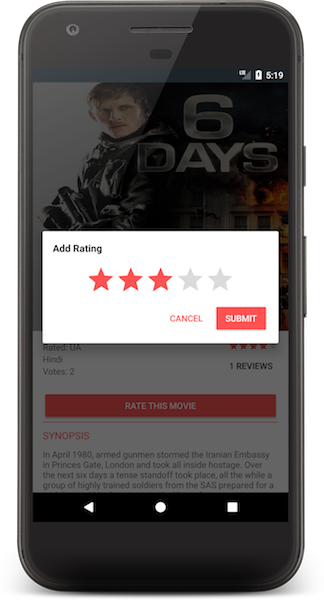 LTE 5:19
6
DAYS
Add Rating
CANCEL SUBMIT
Rated: UA
Hindi
Votes: 2
1 REVIEWS
RATE THIS MOVIE
SYNOPSIS
In April 1980, armed gunmen stormed the Iranian Embassy
in Princes Gate, London and took all inside hostage. Over
the next six days a tense standoff took place, all the while a
group of highly trained soldiers from the SAS prepared for a